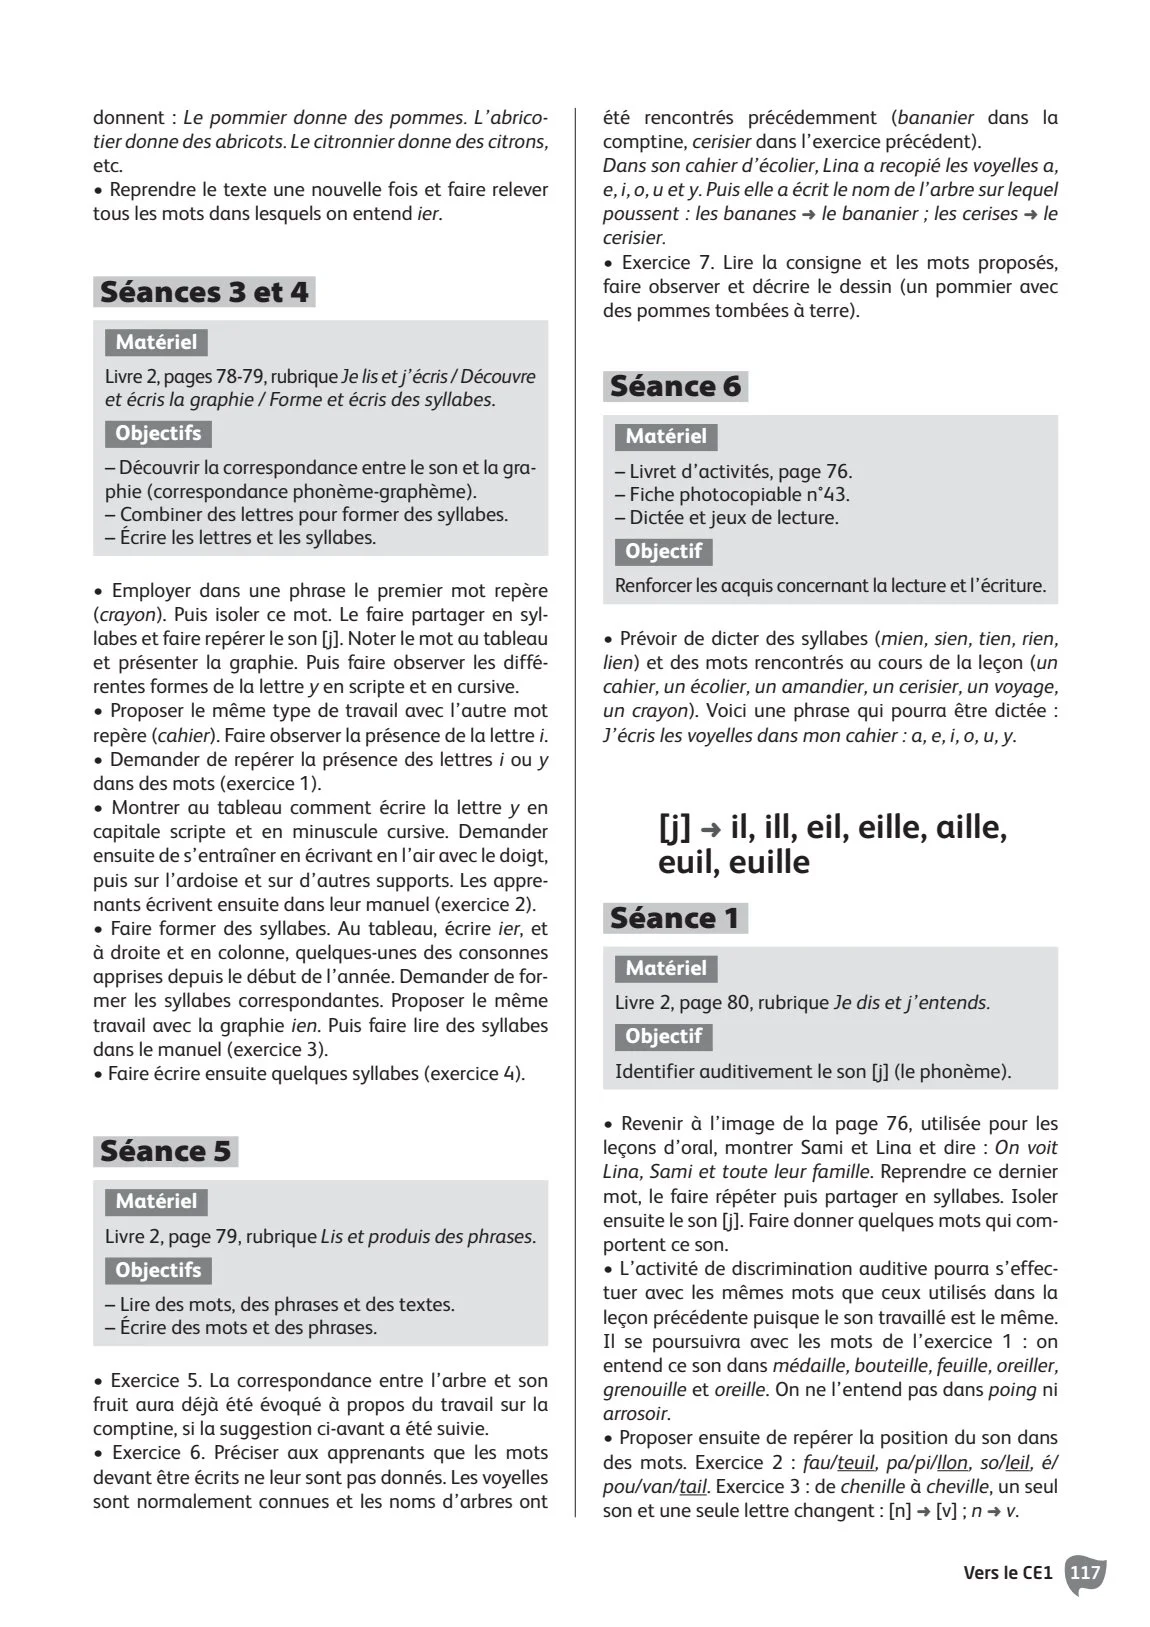 donnent : Le pommier donne des pommes. L’abrico-
tier donne des abricots. Le citronnier donne des citrons,
etc.
• Reprendre le texte une nouvelle fois et faire relever
tous les mots dans lesquels on entend ier.
Séances 3 et 4
Matériel
Livre 2, pages 78-79, rubrique Je lis et j’écris / Découvre
et écris la graphie / Forme et écris des syllabes.
Objectifs
– Découvrir la correspondance entre le son et la gra-
phie (correspondance phonème-graphème).
– Combiner des lettres pour former des syllabes.
– Écrire les lettres et les syllabes.
• Employer dans une phrase le premier mot repère
(crayon). Puis isoler ce mot. Le faire partager en syl-
labes et faire repérer le son [j]. Noter le mot au tableau
et présenter la graphie. Puis faire observer les diffé-
rentes formes de la lettre y en scripte et en cursive.
• Proposer le même type de travail avec l’autre mot
repère (cahier). Faire observer la présence de la lettre i.
• Demander de repérer la présence des lettres i ou y
dans des mots (exercice 1).
• Montrer au tableau comment écrire la lettre y en
capitale scripte et en minuscule cursive. Demander
ensuite de s’entraîner en écrivant en l’air avec le doigt,
puis sur l’ardoise et sur d’autres supports. Les appre-
nants écrivent ensuite dans leur manuel (exercice 2).
• Faire former des syllabes. Au tableau, écrire ier, et
à droite et en colonne, quelques-unes des consonnes
apprises depuis le début de l’année. Demander de for-
mer les syllabes correspondantes. Proposer le même
travail avec la graphie ien. Puis faire lire des syllabes
dans le manuel (exercice 3).
• Faire écrire ensuite quelques syllabes (exercice 4).
Séance 5
Matériel
Livre 2, page 79, rubrique Lis et produis des phrases.
Objectifs
– Lire des mots, des phrases et des textes.
– Écrire des mots et des phrases.
• Exercice 5. La correspondance entre l’arbre et son
fruit aura déjà été évoqué à propos du travail sur la
comptine, si la suggestion ci-avant a été suivie.
• Exercice 6. Préciser aux apprenants que les mots
devant être écrits ne leur sont pas donnés. Les voyelles
sont normalement connues et les noms d’arbres ont
été rencontrés précédemment (bananier dans la
comptine, cerisier dans l’exercice précédent).
Dans son cahier d’écolier, Lina a recopié les voyelles a,
e, i, o, u et y. Puis elle a écrit le nom de l’arbre sur lequel
poussent : les bananes ➜ le bananier ; les cerises ➜ le
cerisier.
• Exercice 7. Lire la consigne et les mots proposés,
faire observer et décrire le dessin (un pommier avec
des pommes tombées à terre).
Séance 6
Matériel
– Livret d’activités, page 76.
– Fiche photocopiable n°43.
– Dictée et jeux de lecture.
Objectif
Renforcer les acquis concernant la lecture et l’écriture.
• Prévoir de dicter des syllabes (mien, sien, tien, rien,
lien) et des mots rencontrés au cours de la leçon (un
cahier, un écolier, un amandier, un cerisier, un voyage,
un crayon). Voici une phrase qui pourra être dictée :
J’écris les voyelles dans mon cahier : a, e, i, o, u, y.
[j] ➜ il, ill, eil, eille, aille,
euil, euille
Séance 1
Matériel
Livre 2, page 80, rubrique Je dis et j’entends.
Objectif
Identifier auditivement le son [j] (le phonème).
• Revenir à l’image de la page 76, utilisée pour les
leçons d’oral, montrer Sami et Lina et dire : On voit
Lina, Sami et toute leur famille. Reprendre ce dernier
mot, le faire répéter puis partager en syllabes. Isoler
ensuite le son [j]. Faire donner quelques mots qui com-
portent ce son.
• L’activité de discrimination auditive pourra s’effec-
tuer avec les mêmes mots que ceux utilisés dans la
leçon précédente puisque le son travaillé est le même.
Il se poursuivra avec les mots de l’exercice 1 : on
entend ce son dans médaille, bouteille, feuille, oreiller,
grenouille et oreille. On ne l’entend pas dans poing ni
arrosoir.
• Proposer ensuite de repérer la position du son dans
des mots. Exercice 2 : fau/teuil, pa/pi/llon, so/leil, é/
pou/van/tail. Exercice 3 : de chenille à cheville, un seul
son et une seule lettre changent : [n] ➜ [v] ; n ➜ v.
Vers le CE1 117